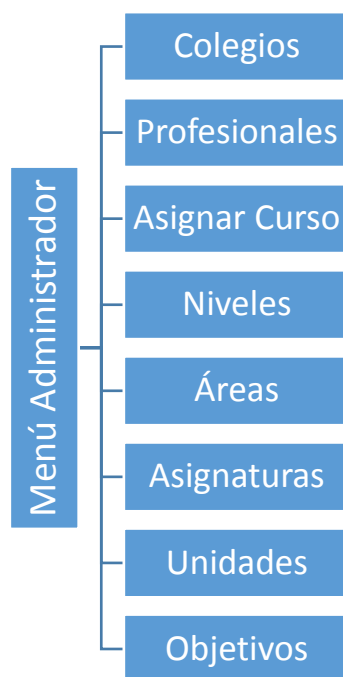 Menú Administrador
Colegios
Profesionales
Asignar Curso
Niveles
Áreas
Asignaturas
Unidades
Objetivos